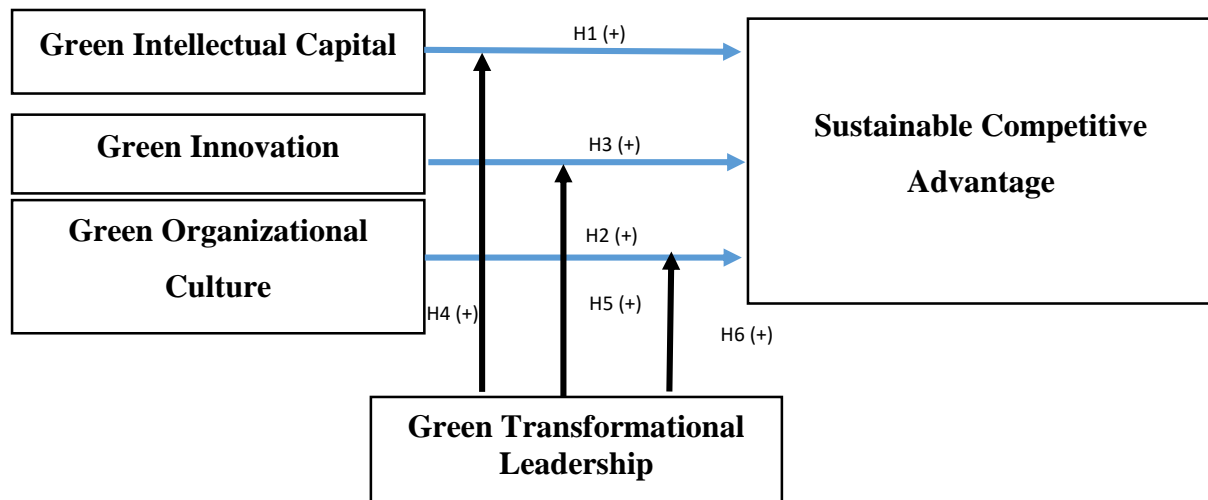 Green Intellectual Capital
H1 (+)
Green Innovation
H3 (+)
Sustainable Competitive
Advantage
Green Organizational
Culture
H2 (+)
H4 (+)
H5 (+)
H6 (+)
Green Transformational
Leadership